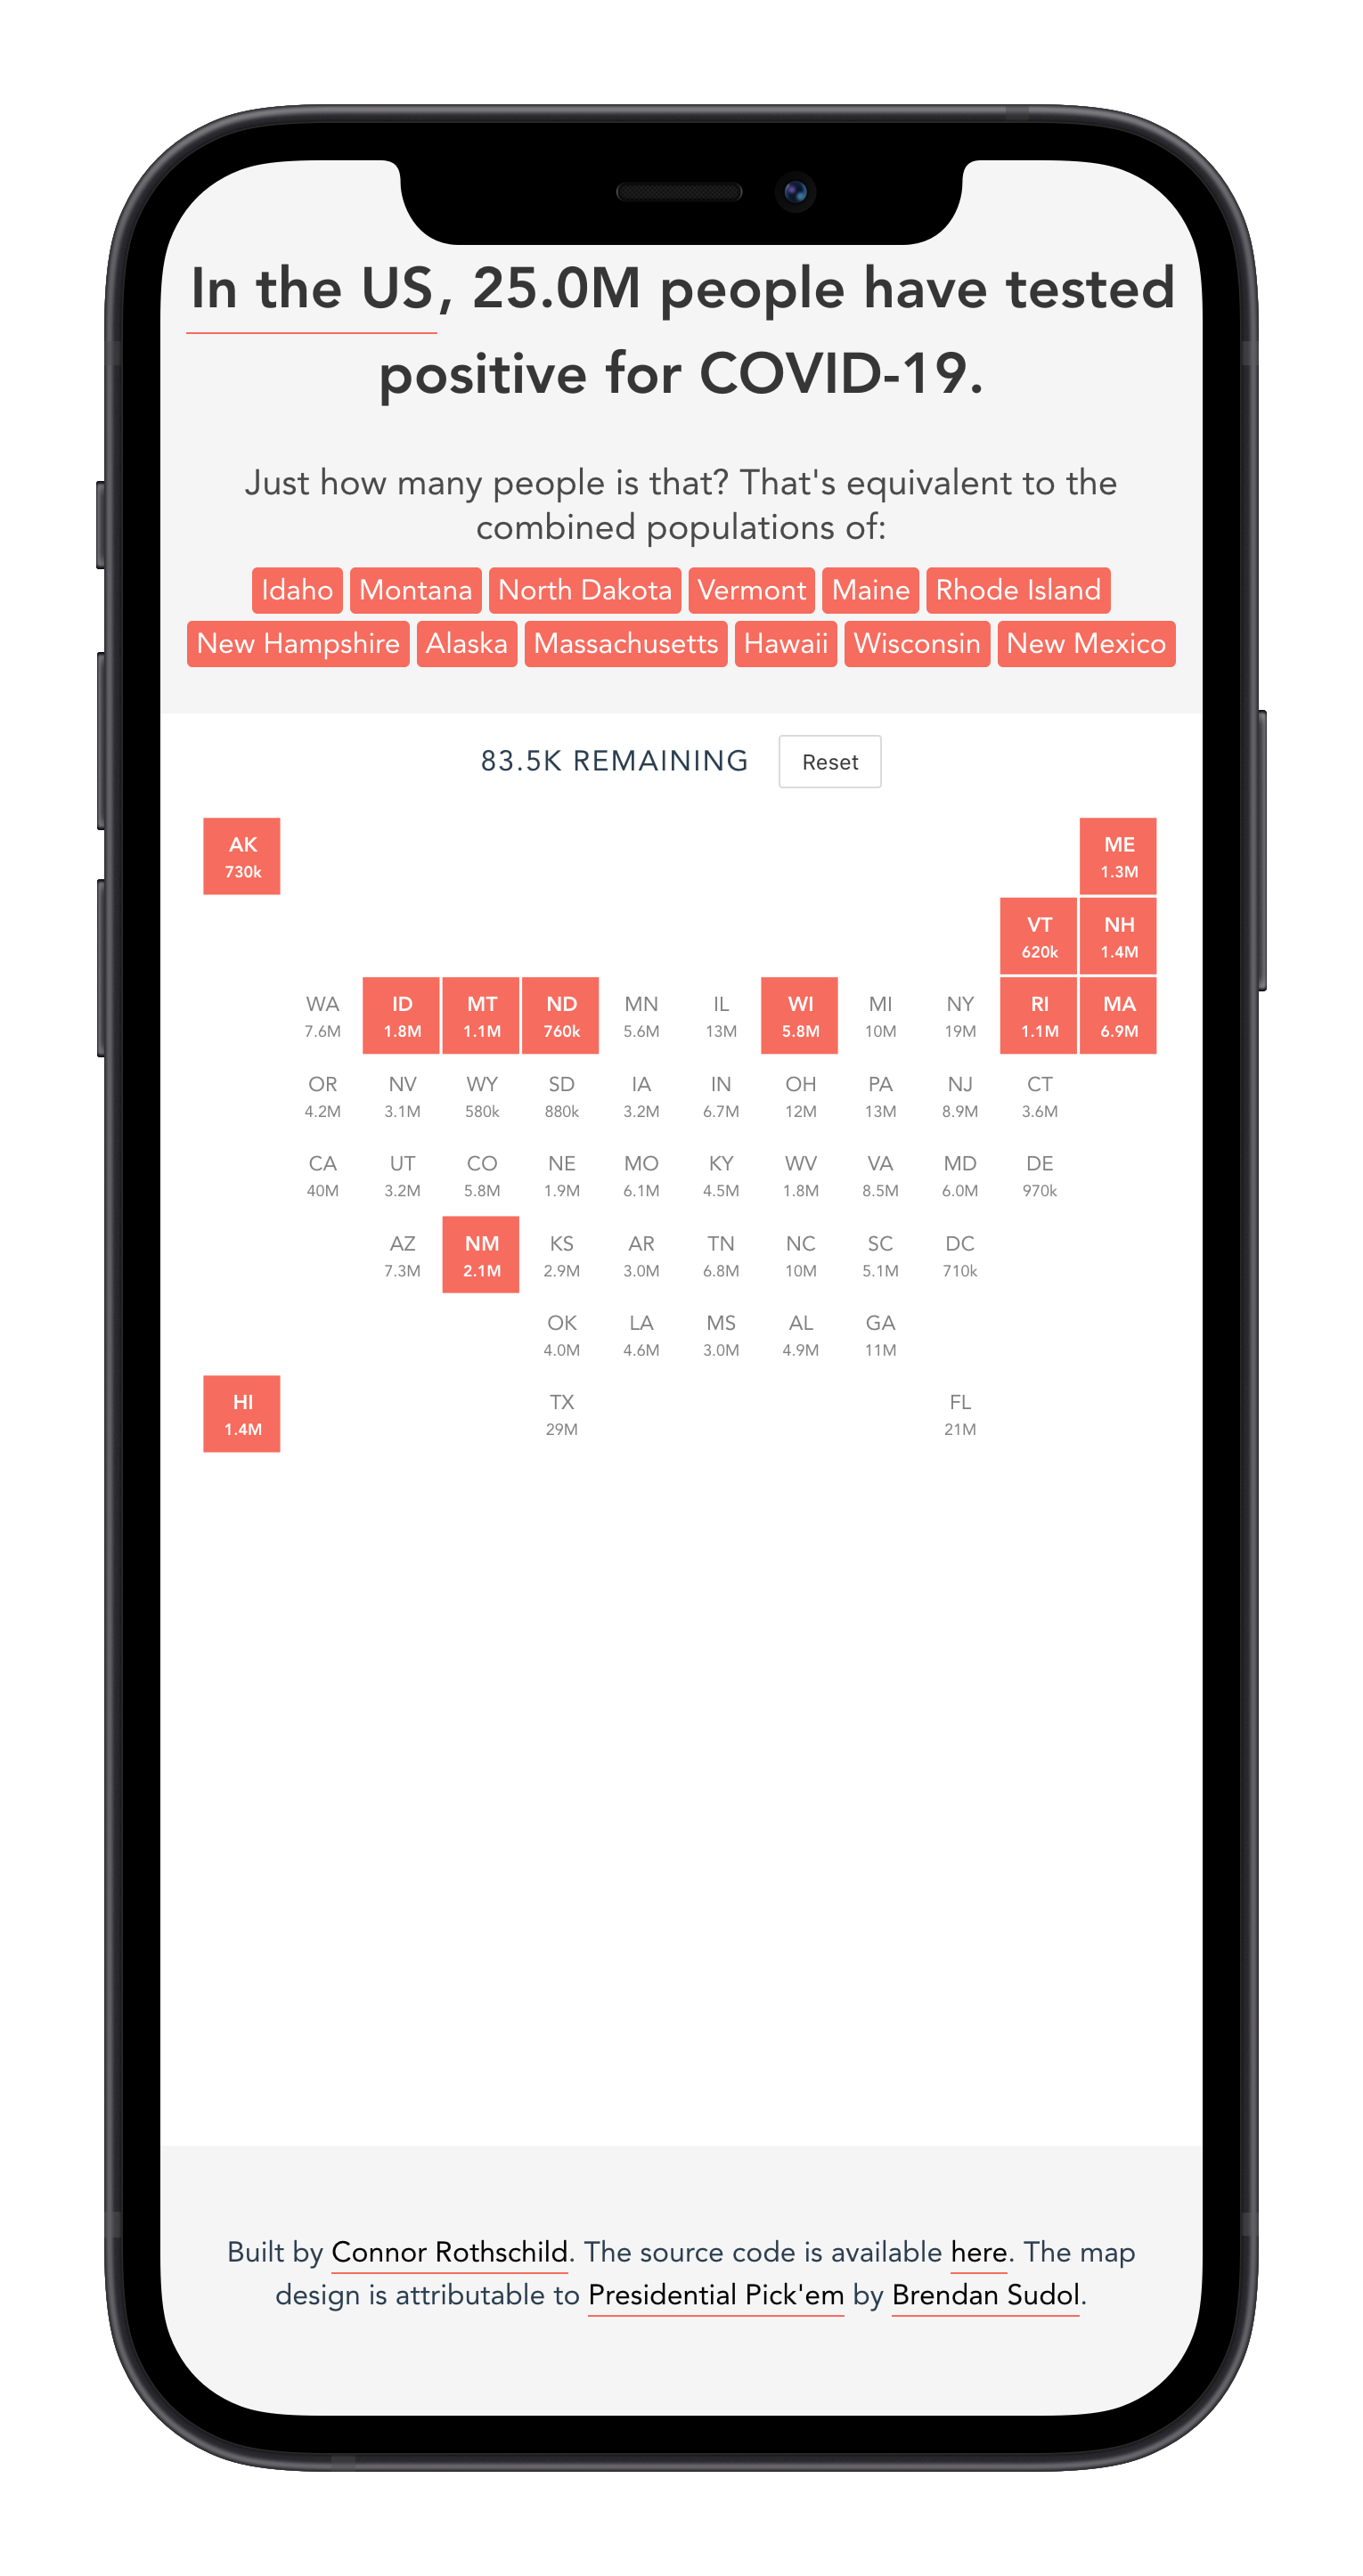 In the US, 25.0M people have tested
positive for COVID-19.
Just how many people is that? That's equivalent to the
combined populations of:
Idaho Montana North Dakota Vermont Maine Rhode Island
New Hampshire Alaska Massachusetts Hawaii Wisconsin New Mexico
83.5K REMAINING Reset
AK ME
730k 1.3M
VT NH
620k 1.4M
WA ID MT ND MN IL WI MI NY RI MA
7.6M 1.8M 1.1M 760k 5.6M 13M 5.8M 10M 19M 1.1M 6.9M
OR NV WY SD IA IN OH PA NJ CT
4.2M 3.1M 580k 880k 3.2M 6.7M 12M 13M 8.9M 3.6M
CA UT CO NE MO KY WV VA MD DE
40M 3.2M 5.8M 1.9M 6.1M 4.5M 1.8M 8.5M 6.0M 970k
AZ NM KS AR TN NC SC DC
7.3M 2.1M 2.9M 3.0M 6.8M 10M 5.1M 710k
OK LA MS AL GA
4.0M 4.6M 3.0M 4.9M 11M
HI TX FL
1.4M 29M 21M
Built by Connor Rothschild. The source code is available here. The map
design is attributable to Presidential Pick'em by Brendan Sudol.